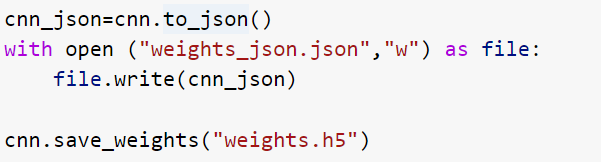 cnn_json=cnn.to_json()
with open ("weights_json.json","w") as file:
    file.write(cnn_json)
cnn.save_weights("weights.h5")